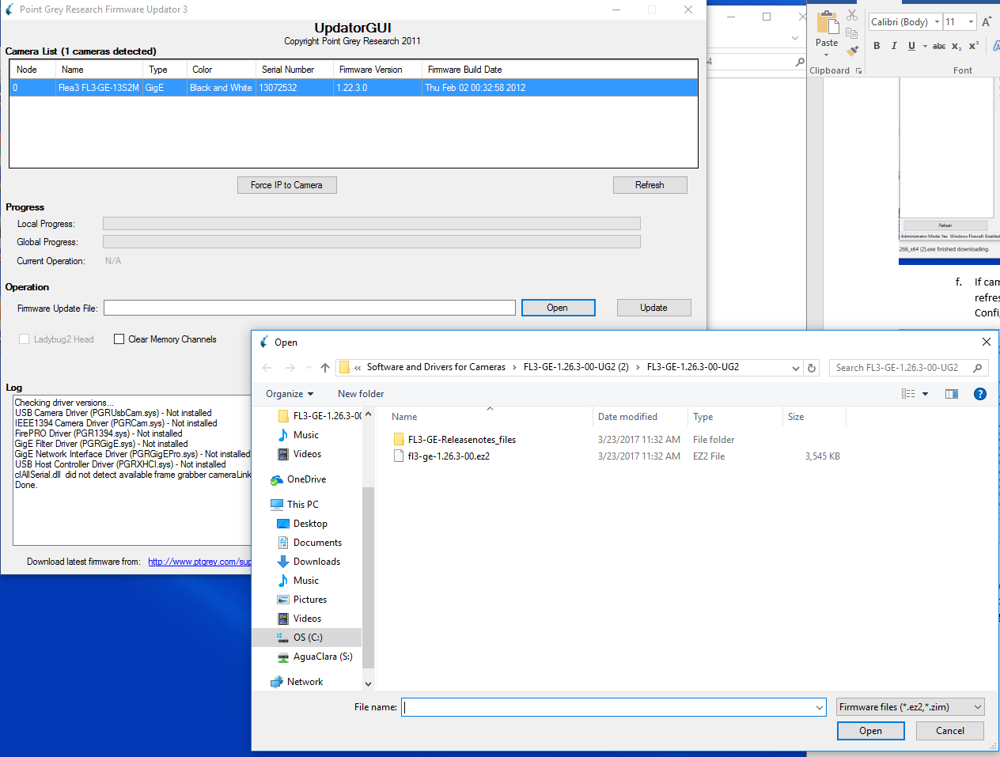 Point Grey Research Firmware Updator 3
UpdatorGUI
Copyright Point Grey Research 2011
Camera List (1 cameras detected)
Node Name Type Color Serial Number Firmware Version Firmware Build Date
0 Flea3 FL3-GE-13S2M GigE Black and White 13072532 1.22.3.0 Thu Feb 02 00:32:58 2012
Force IP to Camera Refresh
Progress
Local Progress:
Global Progress:
Current Operation: N/A
Operation
Firmware Update File: Open Update
Ladybug2 Head Clear Memory Channels
Log
Checking driver versions...
USB Camera Driver (PGRUsbCam.sys) - Not installed
IEEE1394 Camera Driver (PGRCam.sys) - Not installed
FirePRO Driver (PGR1394.sys) - Not installed
GigE Filter Driver (PGRGigE.sys) - Not installed
GigE Network Interface Driver (PGRGigEPro.sys) - Not installed
USB Host Controller Driver (PGRXHCI.sys) - Not installed
clAllSerial.dll did not detect available frame grabber cameraLink
Done.
Download latest firmware from: http://www.ptgrey.com/sup
4
Paste
Clipboard
Calibri (Body) 11 A
B I U abc X₂ X² A
Font
Refresh
Administrator Mode: Yes Windows Firewall: Enabled
266_x64 (2).exe finished downloading.
f. If cam
refres
Confi
Open
« Software and Drivers for Cameras > FL3-GE-1.26.3-00-UG2 (2) > FL3-GE-1.26.3-00-UG2
Search FL3-GE-1.26.3-00-UG2
Organize New folder
FL3-GE-1.26.3-00
Music
Videos
OneDrive
This PC
Desktop
Documents
Downloads
Music
Pictures
Videos
OS (C:)
AguaClara (S:)
Network
Name Date modified Type Size
FL3-GE-Releasenotes_files 3/23/2017 11:32 AM File folder
fl3-ge-1.26.3-00.ez2 3/23/2017 11:32 AM EZ2 File 3,545 KB
File name: Firmware files (*.ez2,*.zim)
Open Cancel